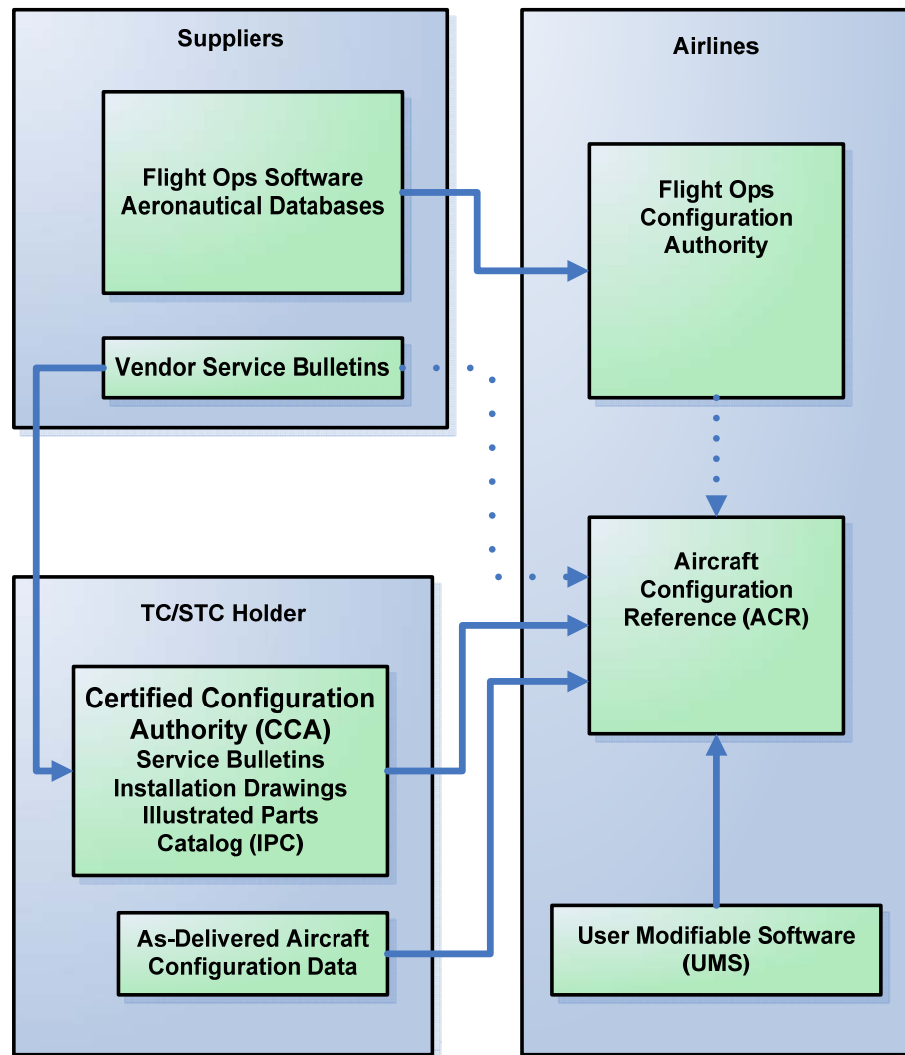 Suppliers
Flight Ops Software
Aeronautical Databases
Vendor Service Bulletins
TC/STC Holder
Certified Configuration
Authority (CCA)
Service Bulletins
Installation Drawings
Illustrated Parts
Catalog (IPC)
As-Delivered Aircraft
Configuration Data
Airlines
Flight Ops
Configuration
Authority
Aircraft
Configuration
Reference (ACR)
User Modifiable Software
(UMS)